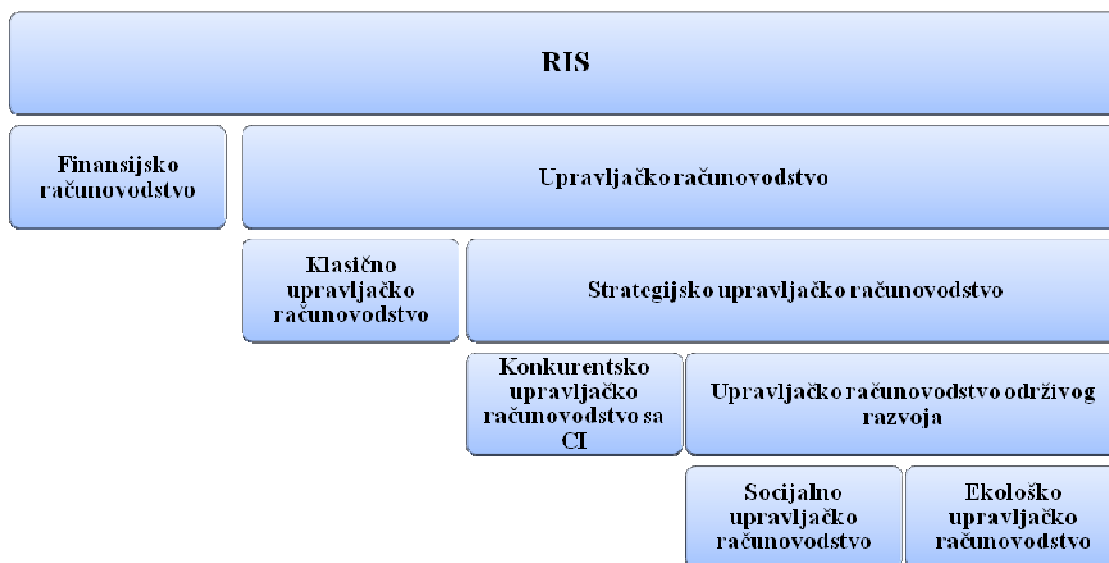 RIS
Finansijsko
računovodstvo
Upravljačko računovodstvo
Klasično
upravljačko
računovodstvo
Strategijsko upravljačko računovodstvo
Konkurentsko
upravljačko
računovodstvo sa
CI
Upravljačko računovodstvo održivog
razvoja
Socijalno
upravljačko
računovodstvo
Ekološko
upravljačko
računovodstvo